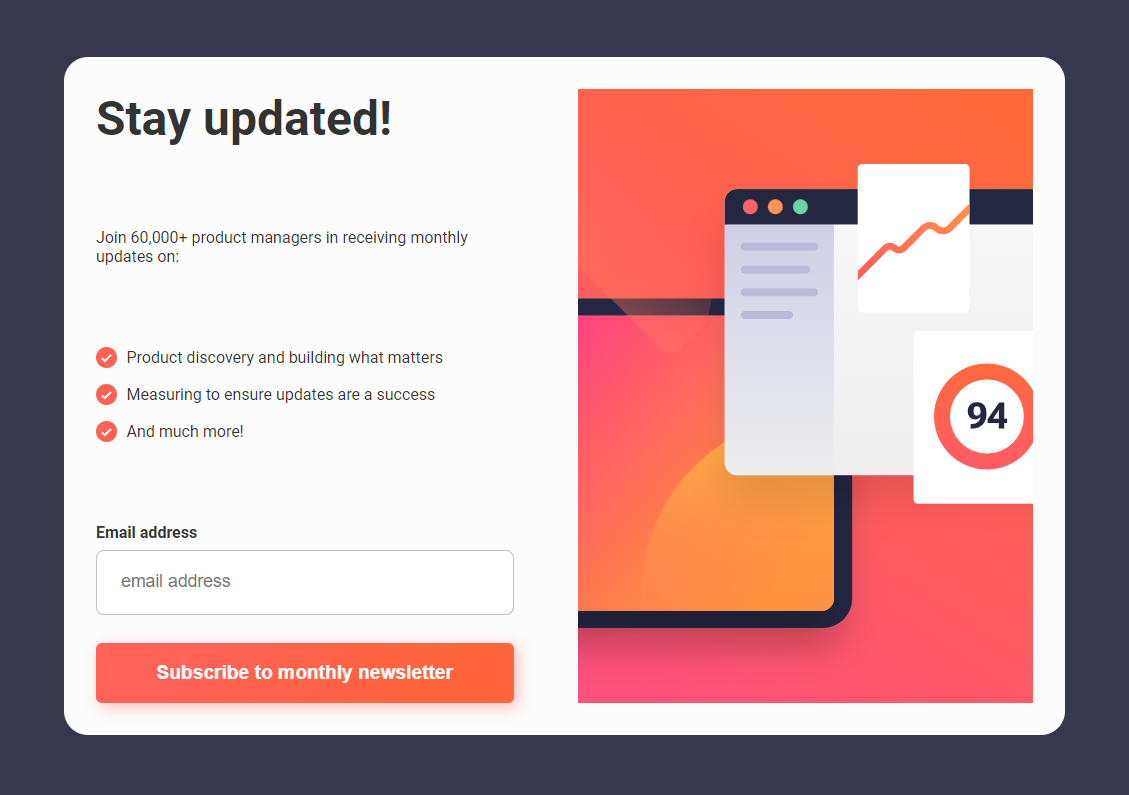 Stay updated!
Join 60,000+ product managers in receiving monthly
updates on:
Product discovery and building what matters
Measuring to ensure updates are a success
And much more!
Email address
email address
Subscribe to monthly newsletter
94